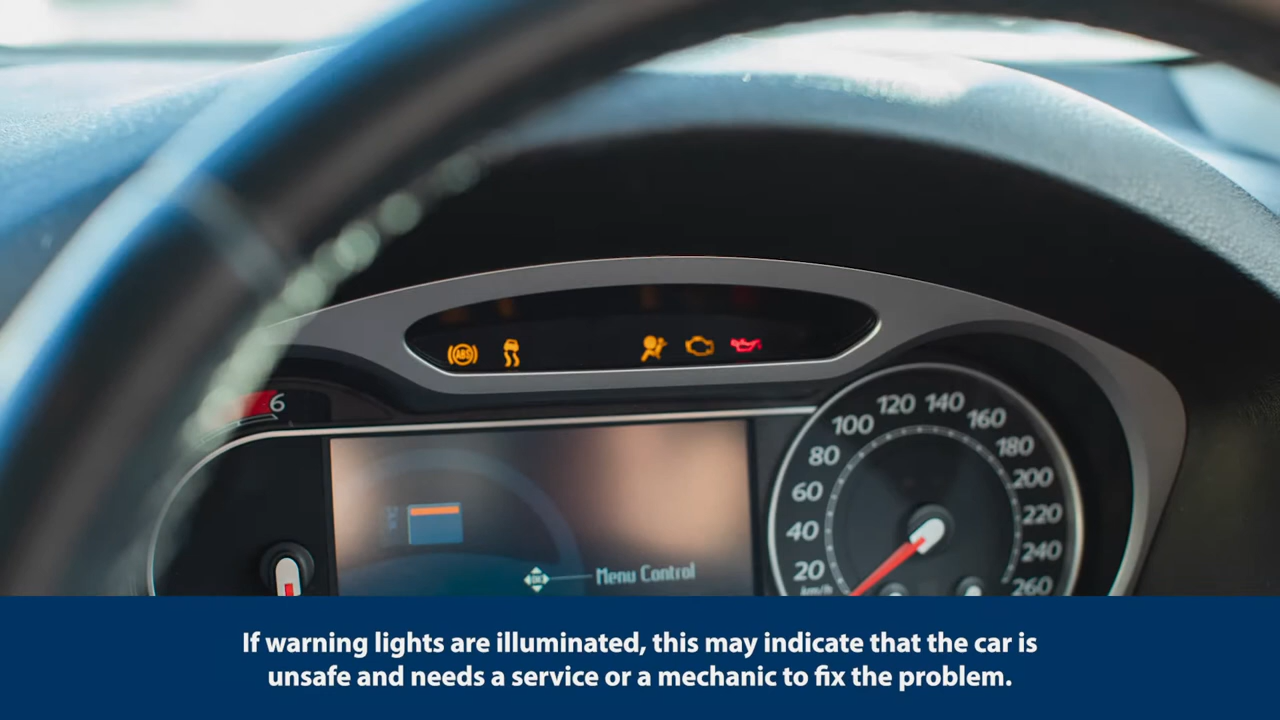 ABS
6
120 140
100 160
80 180
60 200
40 220
20 240
km/h 260
Menu Control
If warning lights are illuminated, this may indicate that the car is
unsafe and needs a service or a mechanic to fix the problem.